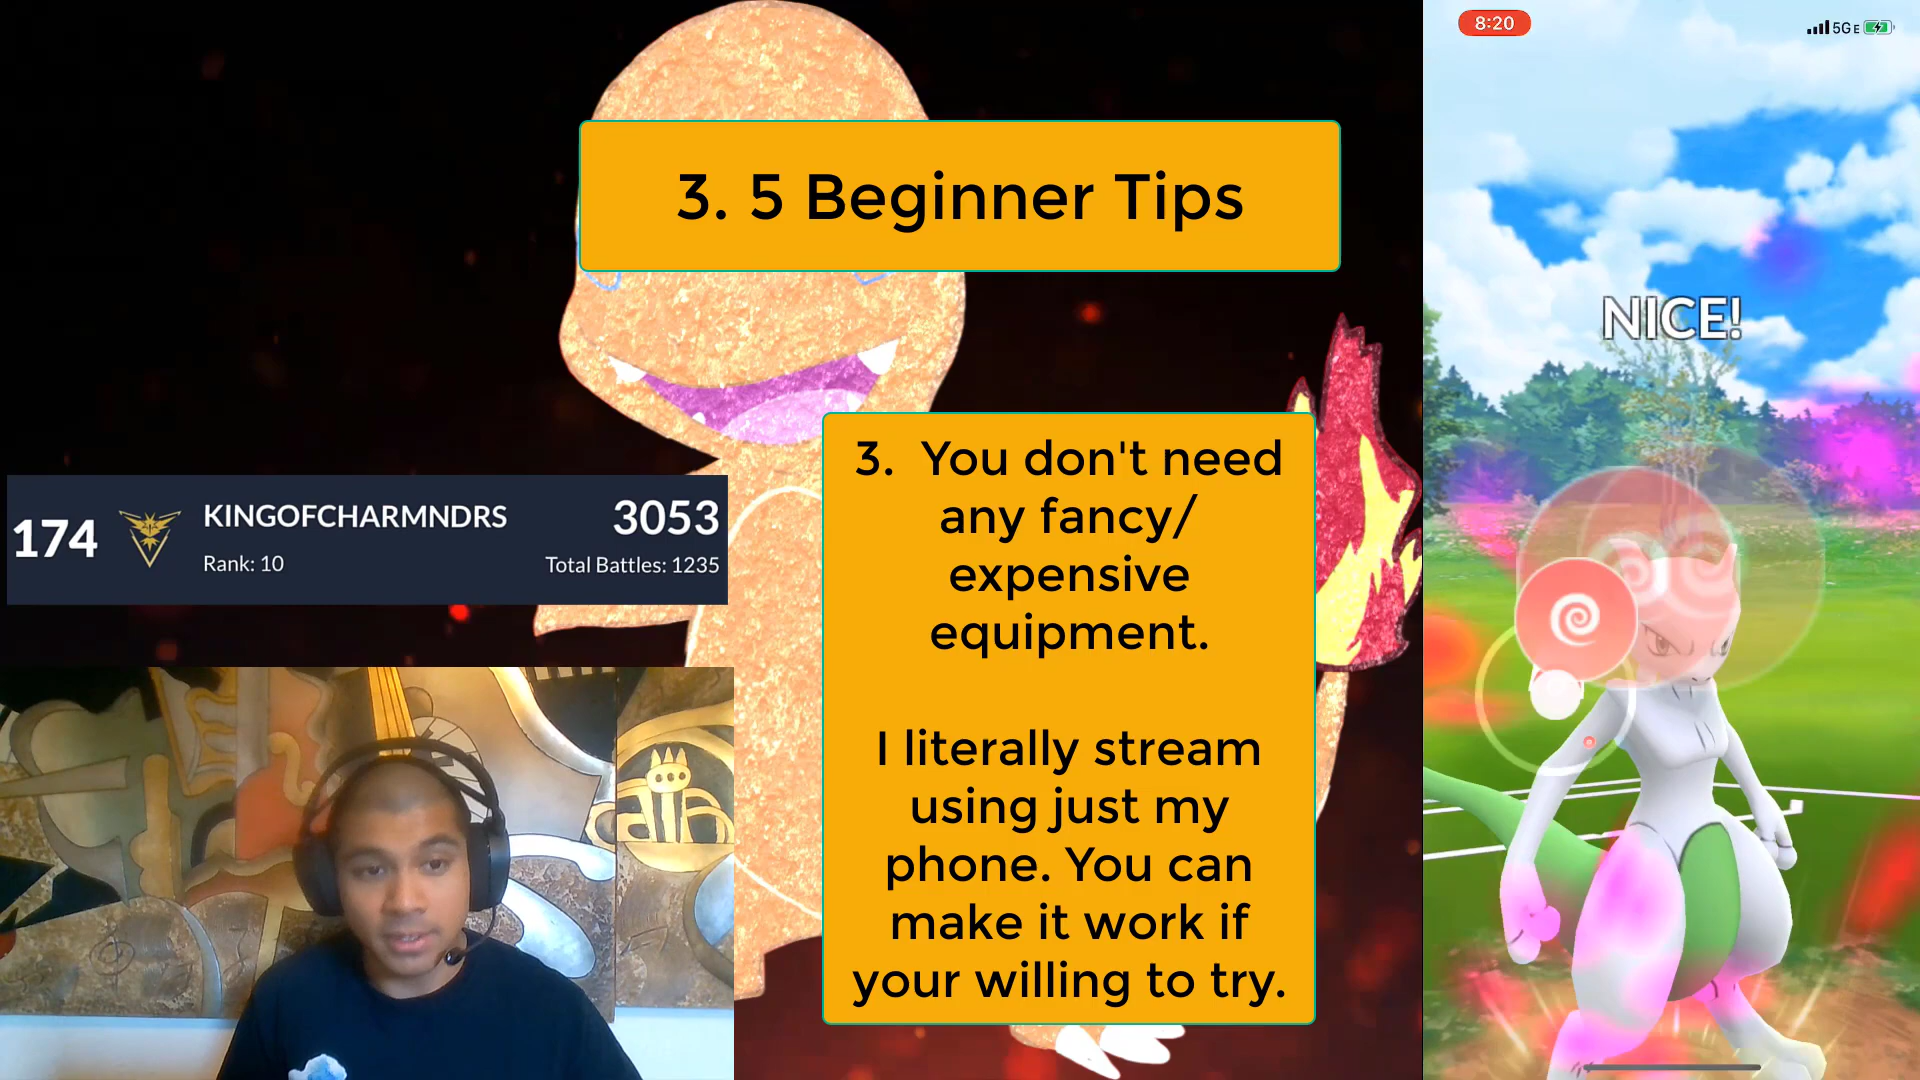 8:20
5GE
3. 5 Beginner Tips
NICE!
174
KINGOFCHARMNDRS
3053
Rank: 10
Total Battles: 1235
3. You don't need
any fancy/
expensive
equipment.
I literally stream
using just my
phone. You can
make it work if
your willing to try.